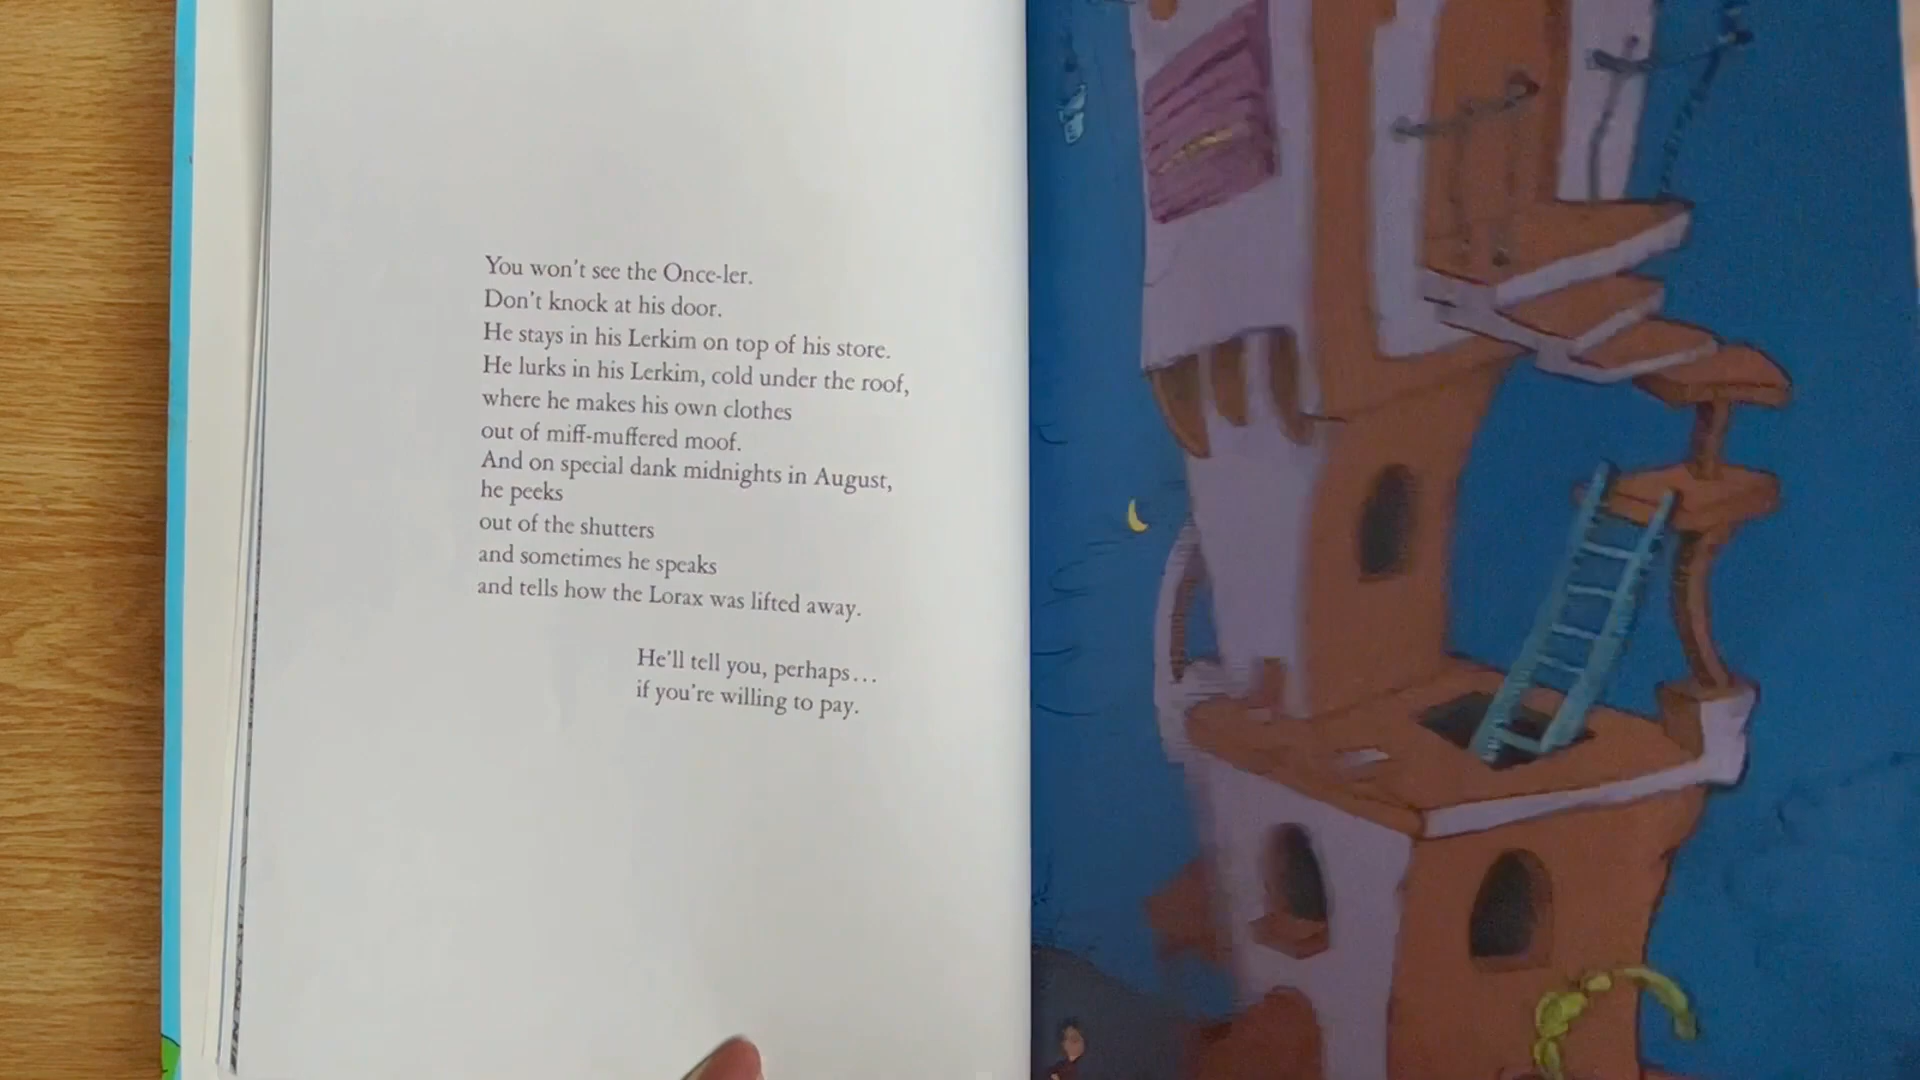 You won't see the Once-ler.
Don't knock at his door.
He stays in his Lerkim on top of his store.
He lurks in his Lerkim, cold under the roof,
where he makes his own clothes
out of miff-muffered moof.
And on special dank midnights in August,
he peeks
out of the shutters
and sometimes he speaks
and tells how the Lorax was lifted away.
He'll tell you, perhaps...
if you're willing to pay.